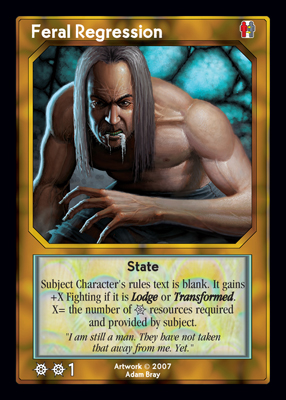 Feral Regression
State
Subject Character's rules text is blank. It gains
+X Fighting if it is Lodge or Transformed.
X= the number of resources required
and provided by subject.
"I am still a man. They have not taken
that away from me. Yet."
1
Artwork © 2007
Adam Bray